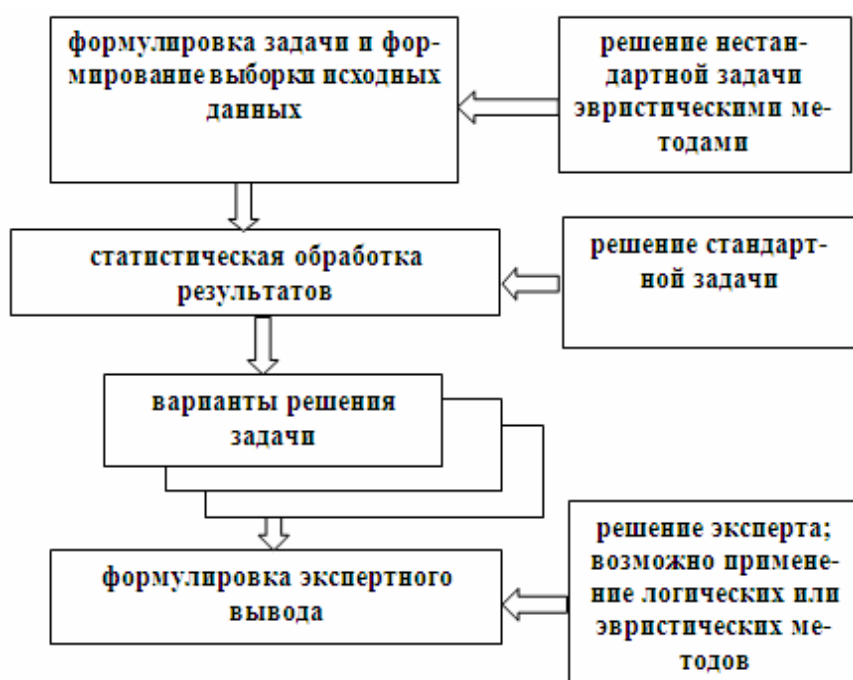 формулировка задачи и фор-
мирование выборки исходных
данных
решение нестан-
дартной задачи
эвристическими ме-
тодами
статистическая обработка
результатов
решение стандарт-
ной задачи
варианты решения
задачи
формулировка экспертного
вывода
решение эксперта;
возможно примене-
ние логических или
эвристических ме-
тодов